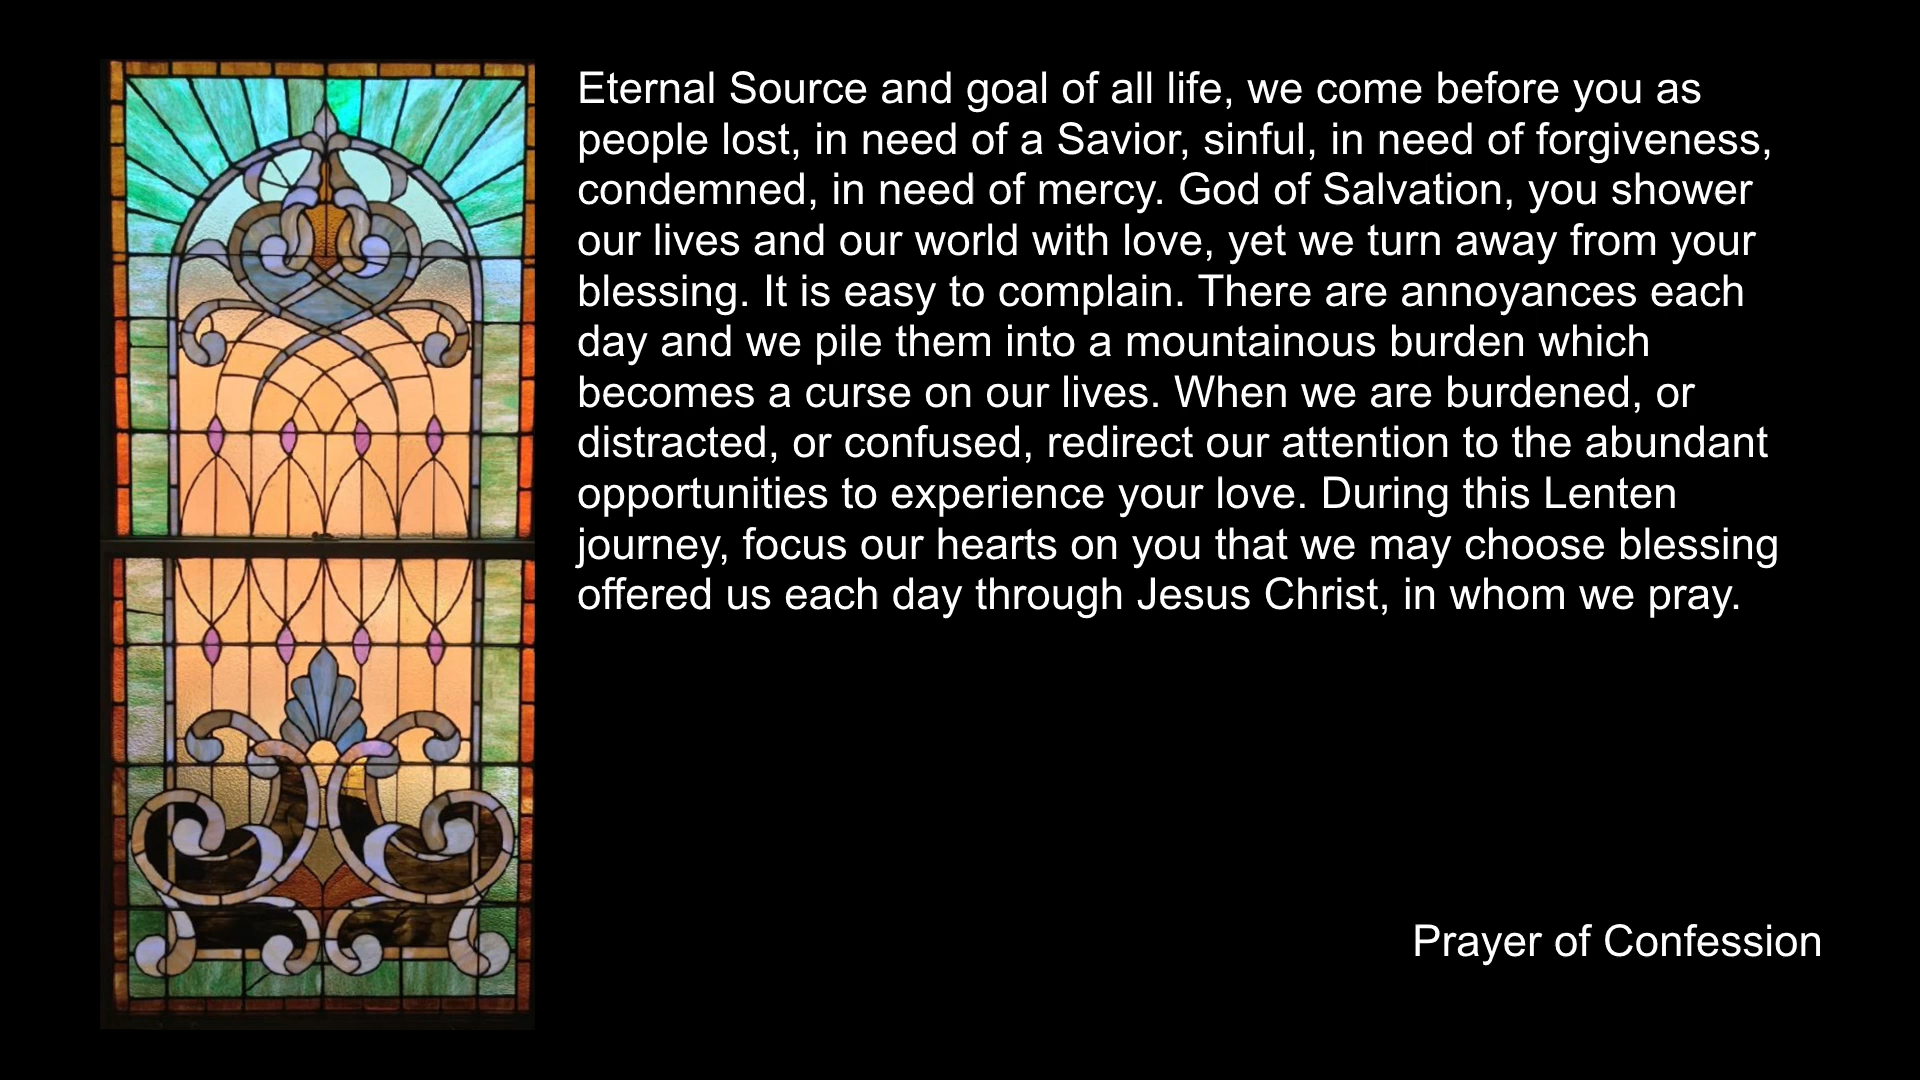 Eternal Source and goal of all life, we come before you as
people lost, in need of a Savior, sinful, in need of forgiveness,
condemned, in need of mercy. God of Salvation, you shower
our lives and our world with love, yet we turn away from your
blessing. It is easy to complain. There are annoyances each
day and we pile them into a mountainous burden which
becomes a curse on our lives. When we are burdened, or
distracted, or confused, redirect our attention to the abundant
opportunities to experience your love. During this Lenten
journey, focus our hearts on you that we may choose blessing
offered us each day through Jesus Christ, in whom we pray.
Prayer of Confession